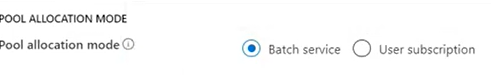 POOL ALLOCATION MODE
Pool allocation mode Batch service User subscription